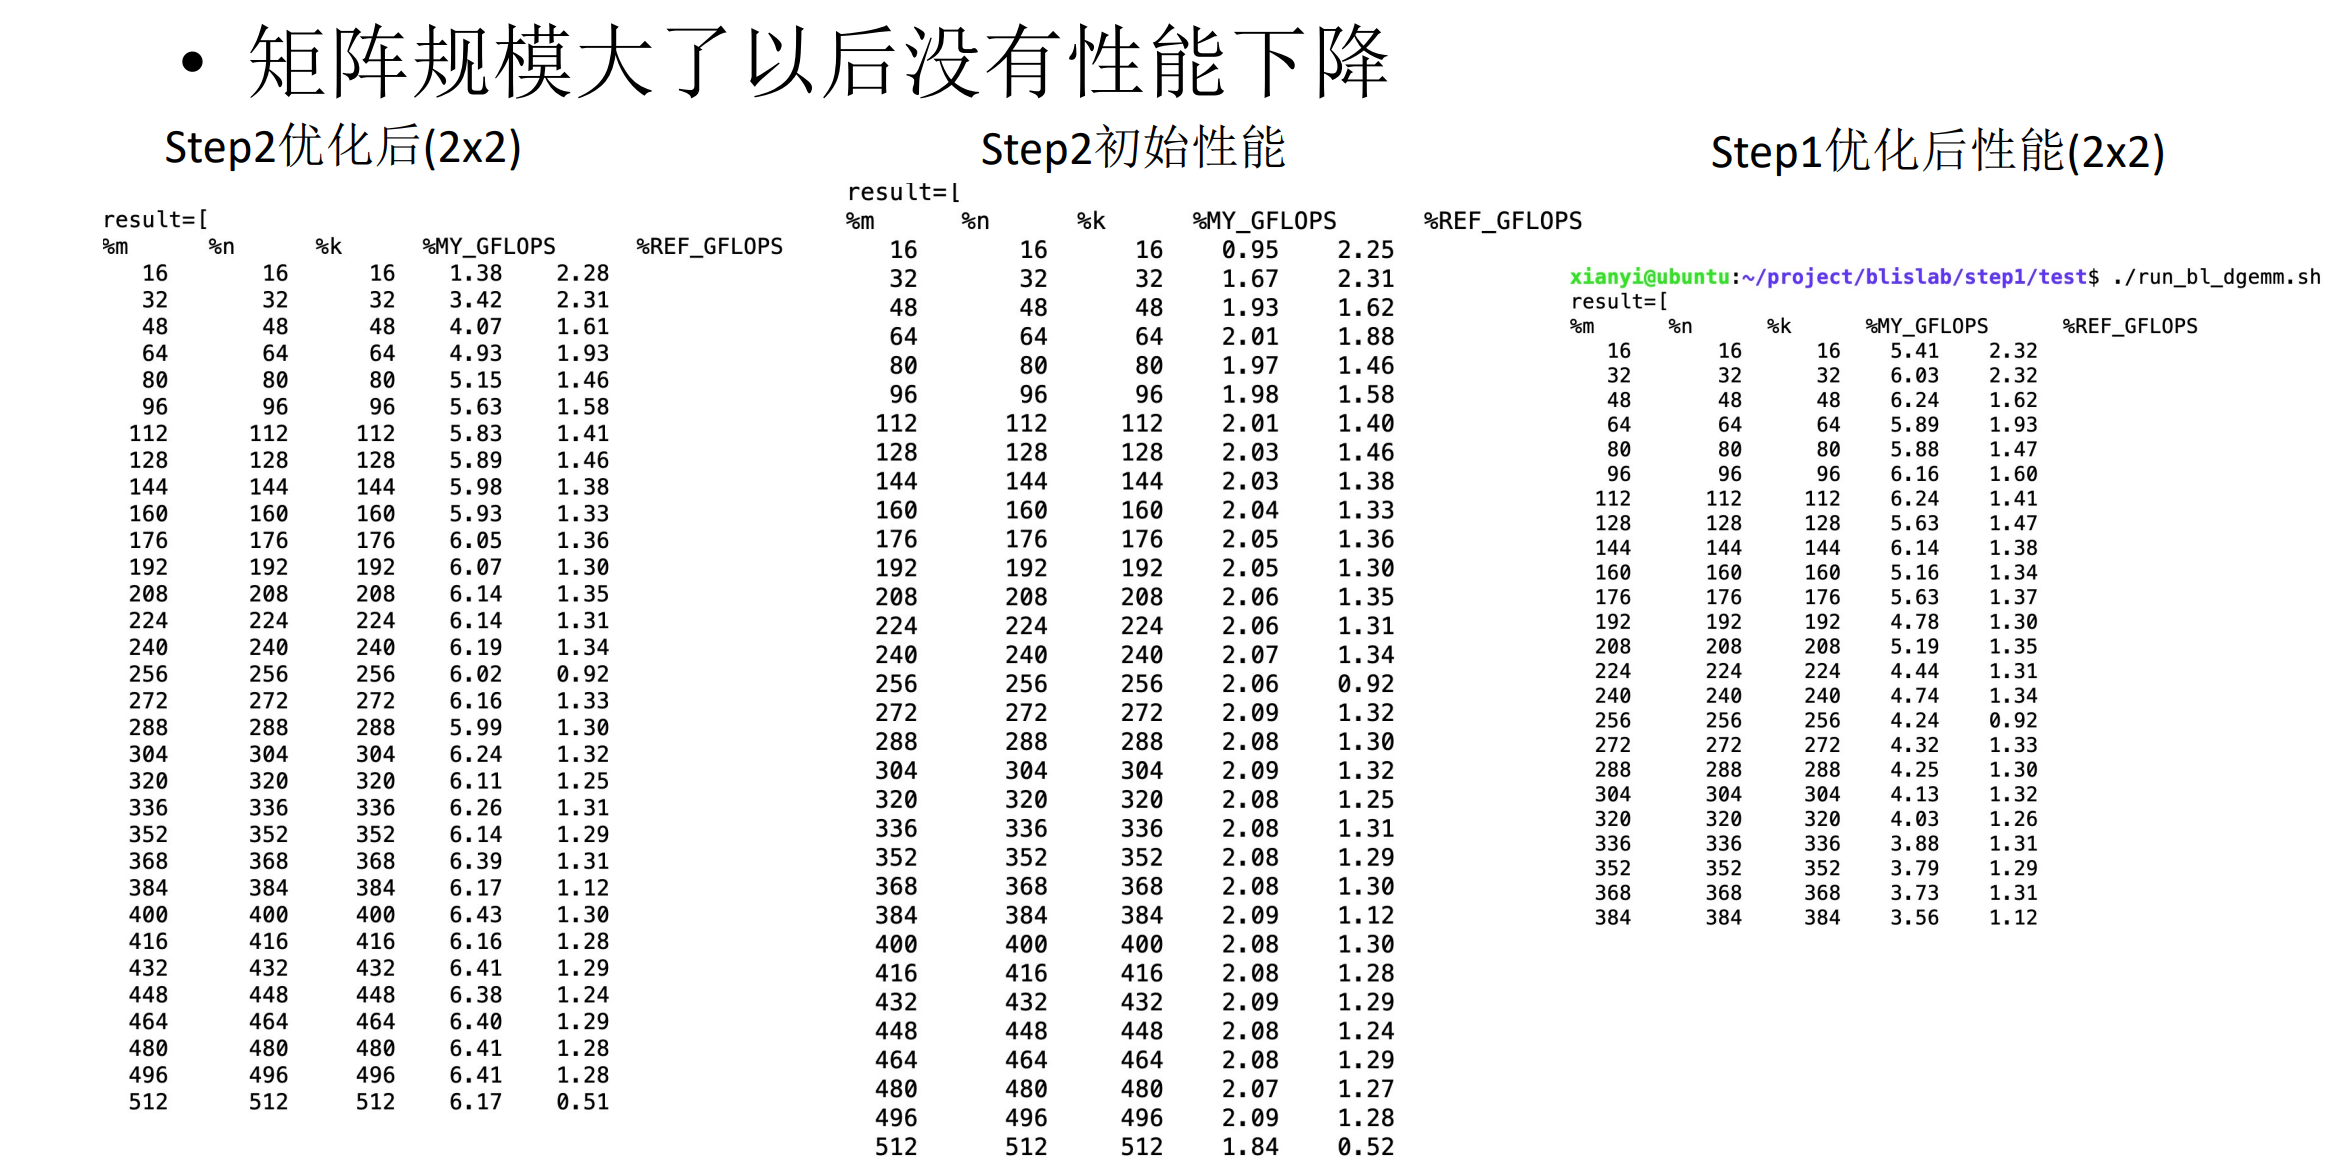 • 矩阵规模大了以后没有性能下降
Step2优化后(2x2)
result=[
%m %n %k %MY_GFLOPS %REF_GFLOPS
16 16 16 1.38 2.28
32 32 32 3.42 2.31
48 48 48 4.07 1.61
64 64 64 4.93 1.93
80 80 80 5.15 1.46
96 96 96 5.63 1.58
112 112 112 5.83 1.41
128 128 128 5.89 1.46
144 144 144 5.98 1.38
160 160 160 5.93 1.33
176 176 176 6.05 1.36
192 192 192 6.07 1.30
208 208 208 6.14 1.35
224 224 224 6.14 1.31
240 240 240 6.19 1.34
256 256 256 6.02 0.92
272 272 272 6.16 1.33
288 288 288 5.99 1.30
304 304 304 6.24 1.32
320 320 320 6.11 1.25
336 336 336 6.26 1.31
352 352 352 6.14 1.29
368 368 368 6.39 1.31
384 384 384 6.17 1.12
400 400 400 6.43 1.30
416 416 416 6.16 1.28
432 432 432 6.41 1.29
448 448 448 6.38 1.24
464 464 464 6.40 1.29
480 480 480 6.41 1.28
496 496 496 6.41 1.28
512 512 512 6.17 0.51
Step2初始性能
result=[
%m %n %k %MY_GFLOPS %REF_GFLOPS
16 16 16 0.95 2.25
32 32 32 1.67 2.31
48 48 48 1.93 1.62
64 64 64 2.01 1.88
80 80 80 1.97 1.46
96 96 96 1.98 1.58
112 112 112 2.01 1.40
128 128 128 2.03 1.46
144 144 144 2.03 1.38
160 160 160 2.04 1.33
176 176 176 2.05 1.36
192 192 192 2.05 1.30
208 208 208 2.06 1.35
224 224 224 2.06 1.31
240 240 240 2.07 1.34
256 256 256 2.06 0.92
272 272 272 2.09 1.32
288 288 288 2.08 1.30
304 304 304 2.09 1.32
320 320 320 2.08 1.25
336 336 336 2.08 1.31
352 352 352 2.08 1.29
368 368 368 2.08 1.30
384 384 384 2.09 1.12
400 400 400 2.08 1.30
416 416 416 2.08 1.28
432 432 432 2.09 1.29
448 448 448 2.08 1.24
464 464 464 2.08 1.29
480 480 480 2.07 1.27
496 496 496 2.09 1.28
512 512 512 1.84 0.52
Step1优化后性能(2x2)
xianyi@ubuntu:~/project/blislab/step1/test$ ./run_bl_dgemm.sh
result=[
%m %n %k %MY_GFLOPS %REF_GFLOPS
16 16 16 5.41 2.32
32 32 32 6.03 2.32
48 48 48 6.24 1.62
64 64 64 5.89 1.93
80 80 80 5.88 1.47
96 96 96 6.16 1.60
112 112 112 6.24 1.41
128 128 128 5.63 1.47
144 144 144 6.14 1.38
160 160 160 5.16 1.34
176 176 176 5.63 1.37
192 192 192 4.78 1.30
208 208 208 5.19 1.35
224 224 224 4.44 1.31
240 240 240 4.74 1.34
256 256 256 4.24 0.92
272 272 272 4.32 1.33
288 288 288 4.25 1.30
304 304 304 4.13 1.32
320 320 320 4.03 1.26
336 336 336 3.88 1.31
352 352 352 3.79 1.29
368 368 368 3.73 1.31
384 384 384 3.56 1.12